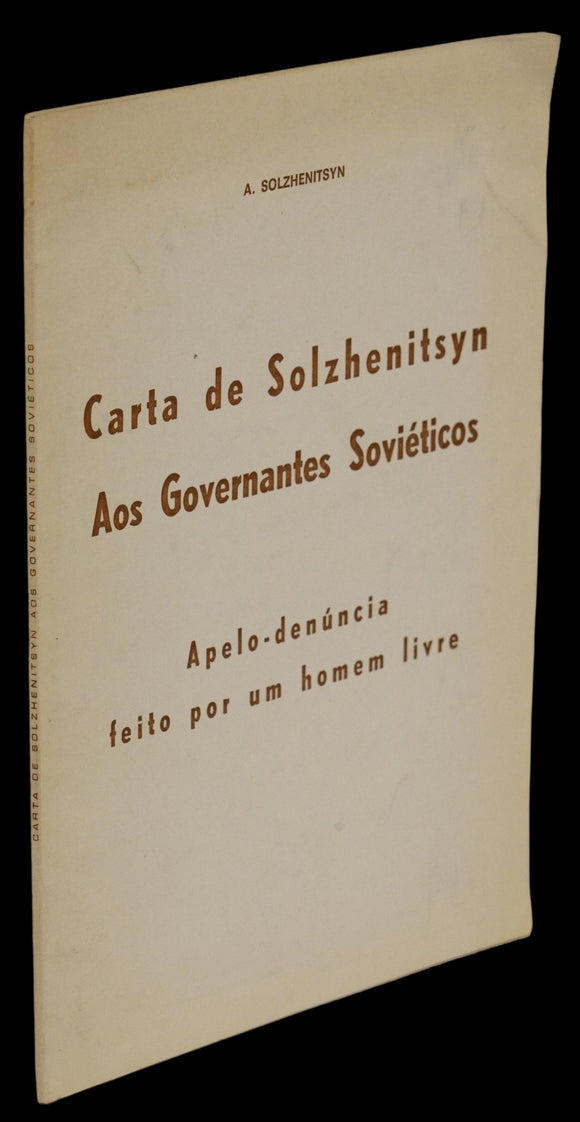 A. SOLZHENITSYN
Carta de Solzhenitsyn
Aos Governantes Soviéticos
Apelo-denúncia
feito por um homem livre
CARTA DE SOLZHENITSYN AOS GOVERNANTES SOVIÉTICOS